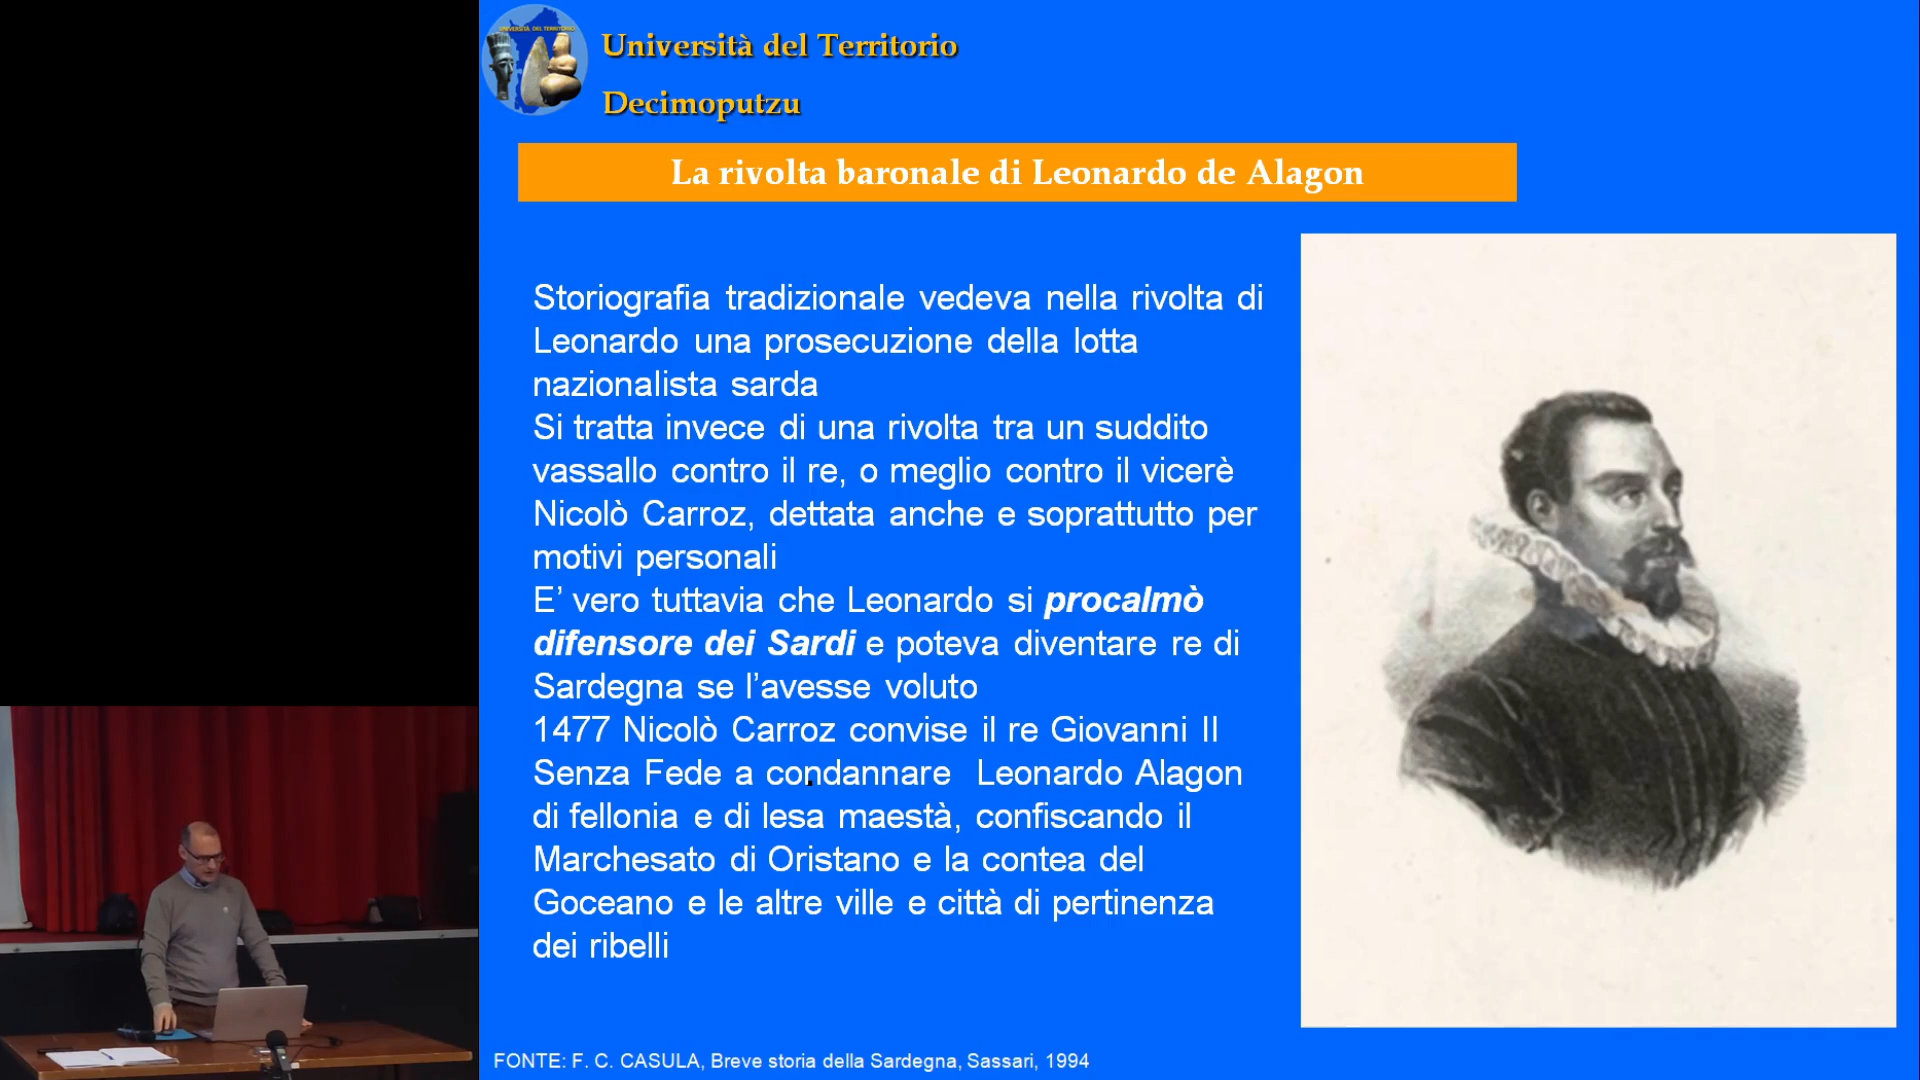 UNIVERSITÀ DEL TERRITORIO
Università del Territorio
Decimoputzu
La rivolta baronale di Leonardo de Alagon
Storiografia tradizionale vedeva nella rivolta di
Leonardo una prosecuzione della lotta
nazionalista sarda
Si tratta invece di una rivolta tra un suddito
vassallo contro il re, o meglio contro il vicerè
Nicolò Carroz, dettata anche e soprattutto per
motivi personali
E’ vero tuttavia che Leonardo si procalmò
difensore dei Sardi e poteva diventare re di
Sardegna se l’avesse voluto
1477 Nicolò Carroz convise il re Giovanni II
Senza Fede a condannare Leonardo Alagon
di fellonia e di lesa maestà, confiscando il
Marchesato di Oristano e la contea del
Goceano e le altre ville e città di pertinenza
dei ribelli
FONTE: F. C. CASULA, Breve storia della Sardegna, Sassari, 1994